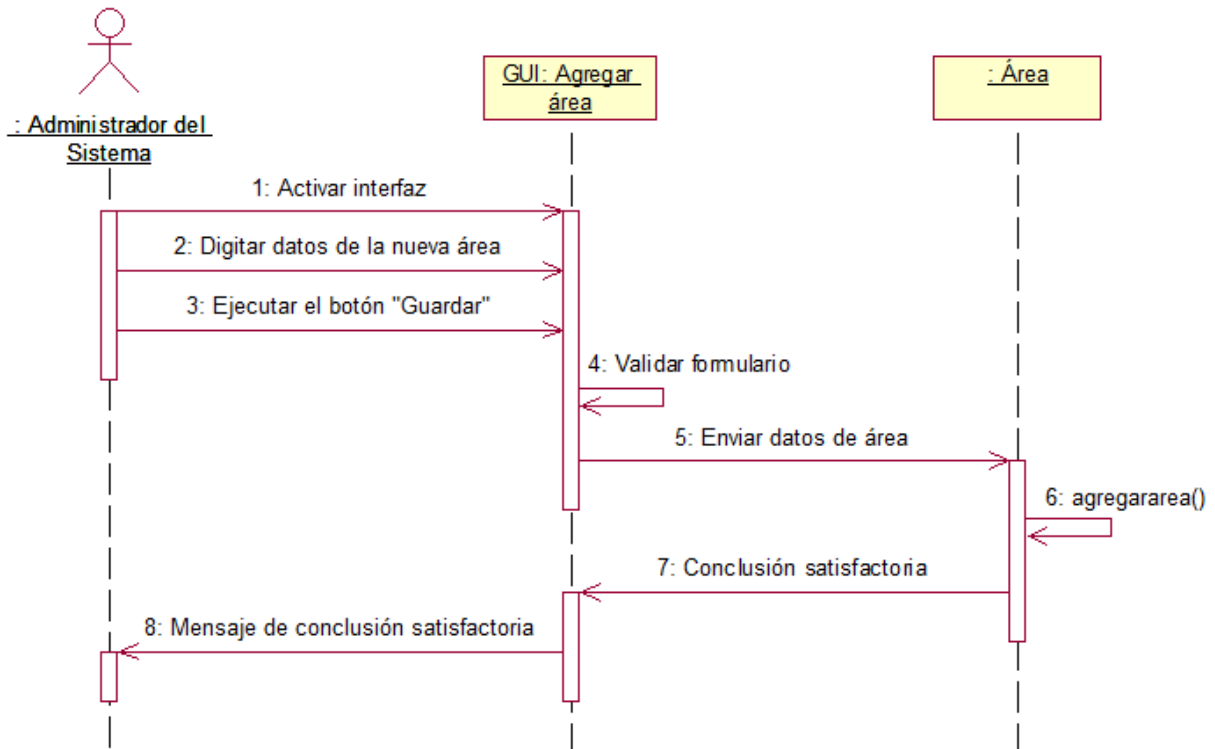 : Administrador del
Sistema
GUI: Agregar
área
: Área
1: Activar interfaz
2: Digitar datos de la nueva área
3: Ejecutar el botón "Guardar"
4: Validar formulario
5: Enviar datos de área
6: agregararea()
7: Conclusión satisfactoria
8: Mensaje de conclusión satisfactoria